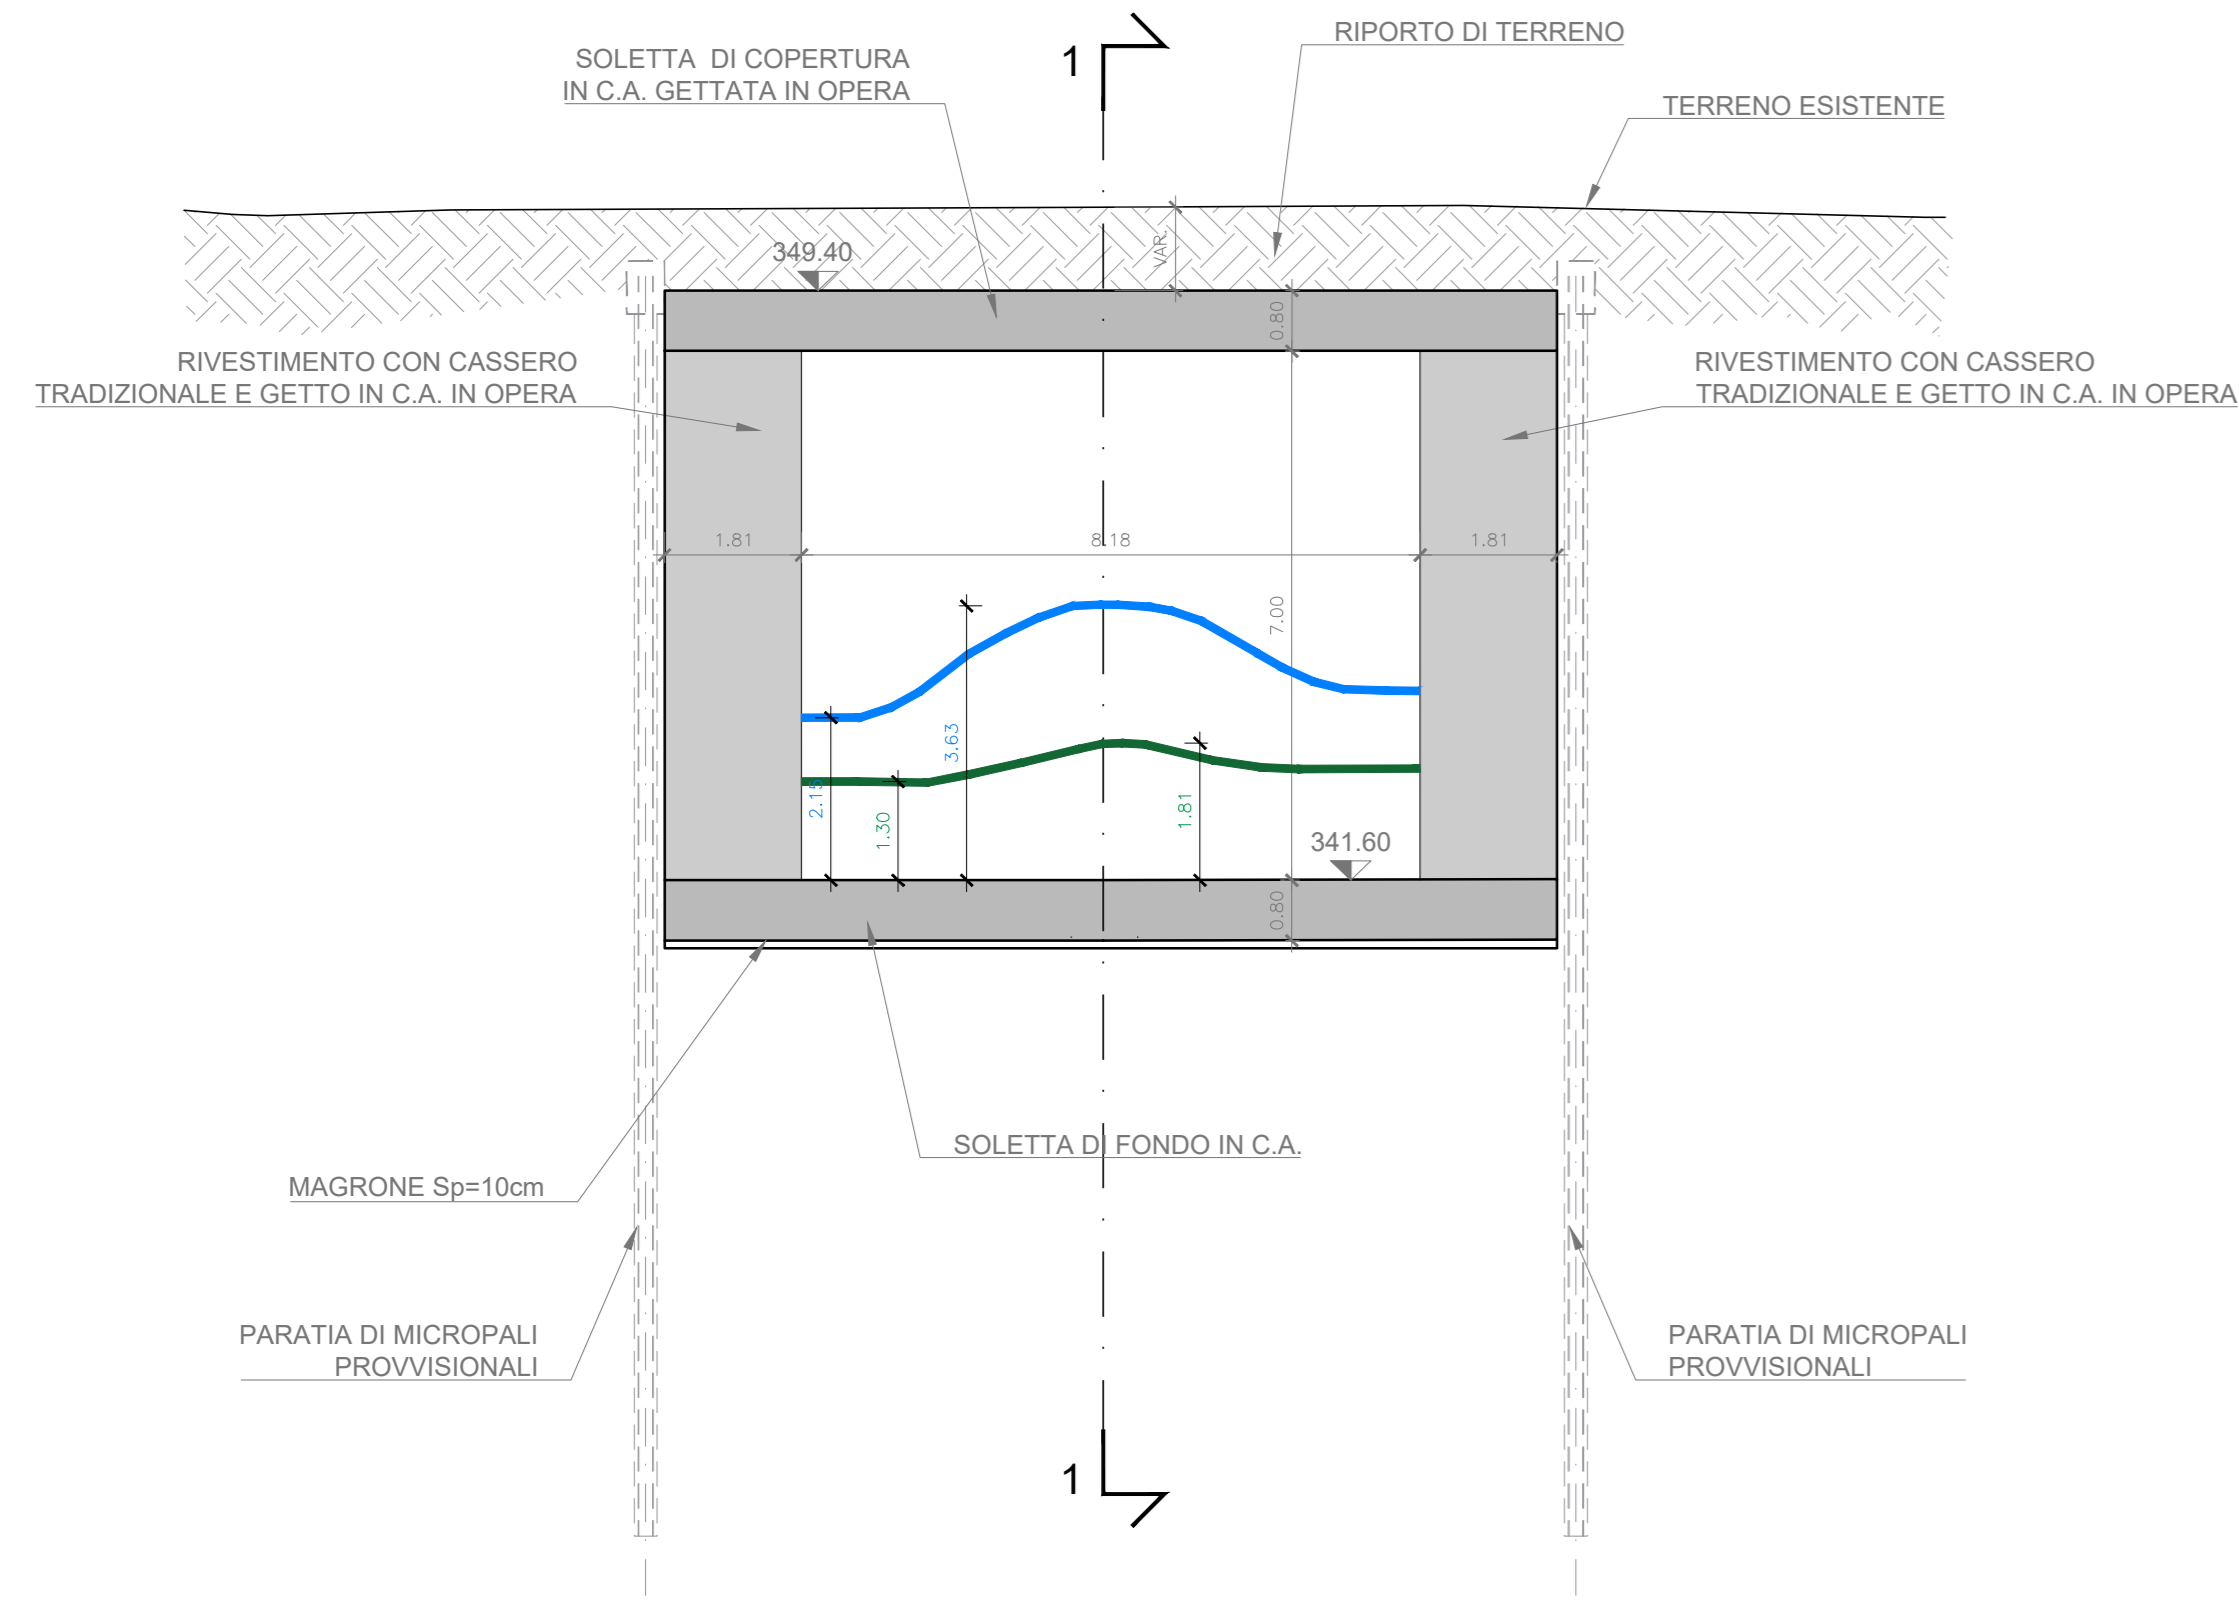 1
RIPORTO DI TERRENO
SOLETTA DI COPERTURA
IN C.A. GETTATA IN OPERA
TERRENO ESISTENTE
VAR.
349.40
0.80
RIVESTIMENTO CON CASSERO
TRADIZIONALE E GETTO IN C.A. IN OPERA
RIVESTIMENTO CON CASSERO
TRADIZIONALE E GETTO IN C.A. IN OPERA
1.81
8.18
1.81
7.00
3.63
2.15
1.30
1.81
341.60
0.80
SOLETTA DI FONDO IN C.A.
MAGRONE Sp=10cm
PARATIA DI MICROPALI
PROVVISIONALI
PARATIA DI MICROPALI
PROVVISIONALI
1